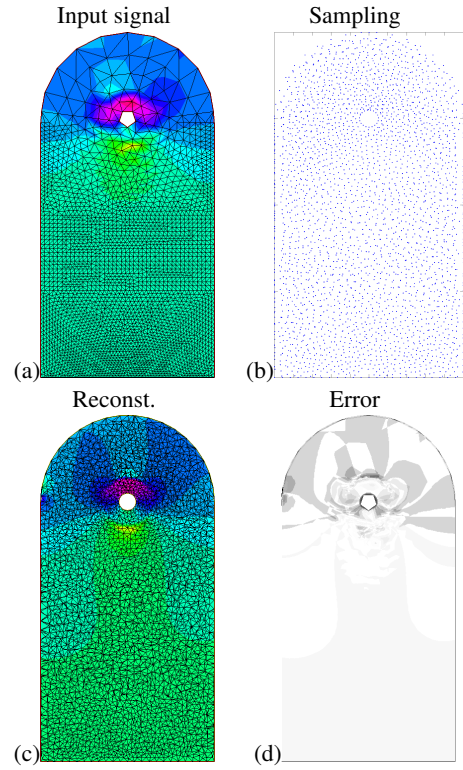 Input signal
Sampling
(a)
(b)
Reconst.
Error
(c)
(d)